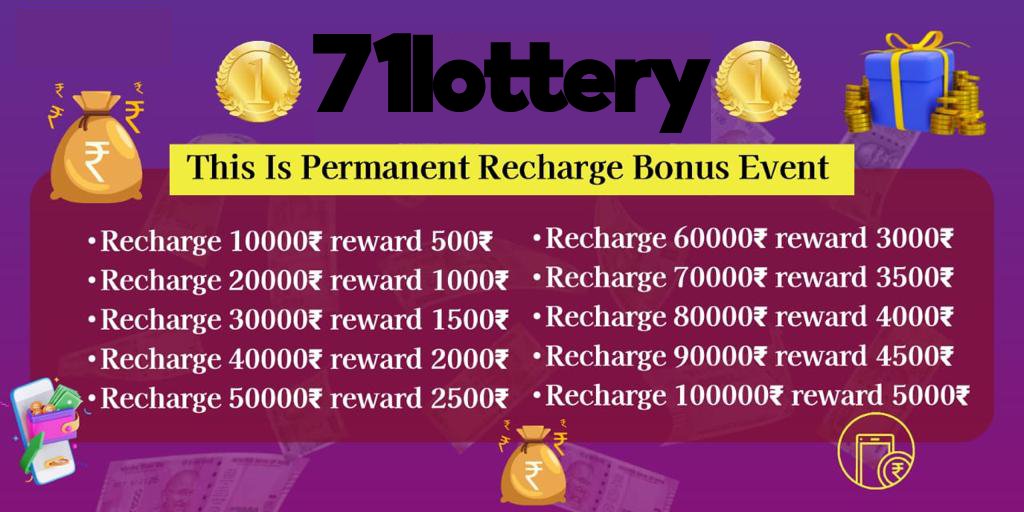 71lottery
This Is Permanent Recharge Bonus Event
•Recharge 10000₹ reward 500₹
•Recharge 20000₹ reward 1000₹
•Recharge 30000₹ reward 1500₹
•Recharge 40000₹ reward 2000₹
•Recharge 50000₹ reward 2500₹
•Recharge 60000₹ reward 3000₹
•Recharge 70000₹ reward 3500₹
•Recharge 80000₹ reward 4000₹
•Recharge 90000₹ reward 4500₹
•Recharge 100000₹ reward 5000₹